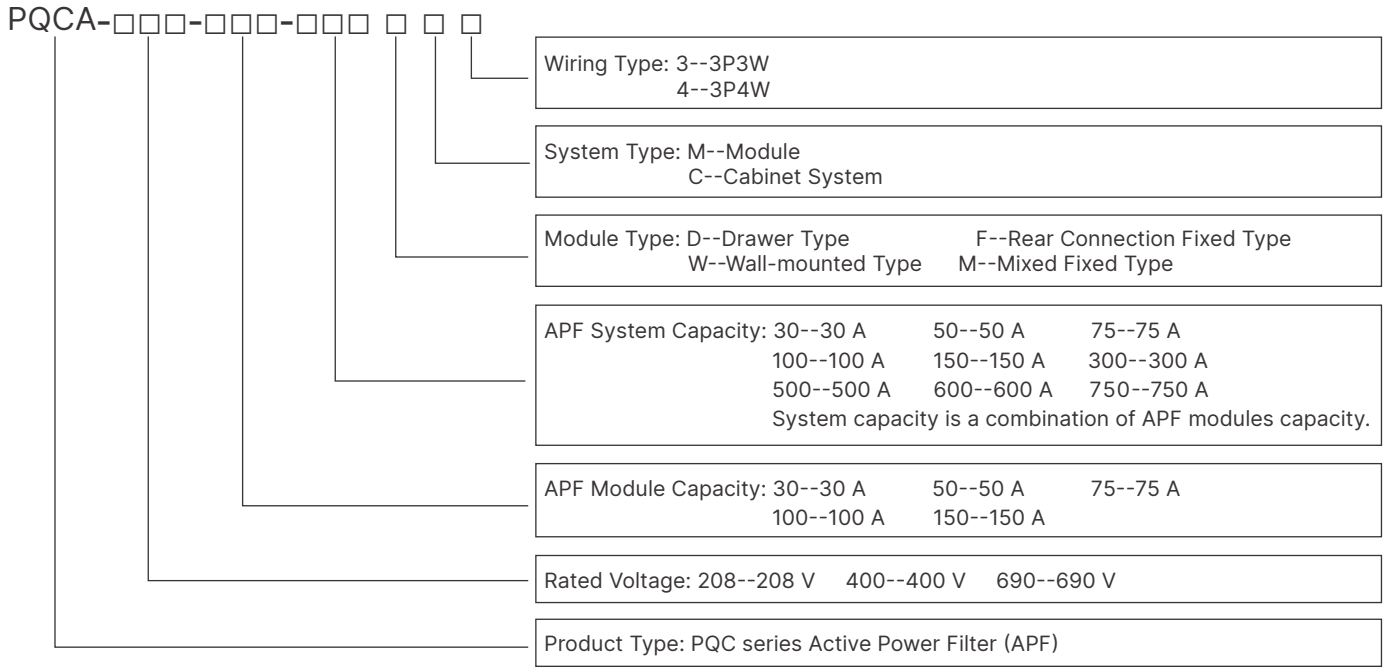 PQCA-□□□-□□□-□□□ □ □ □
Wiring Type: 3--3P3W
4--3P4W
System Type: M--Module
C--Cabinet System
Module Type: D--Drawer Type F--Rear Connection Fixed Type
W--Wall-mounted Type M--Mixed Fixed Type
APF System Capacity: 30--30 A 50--50 A 75--75 A
100--100 A 150--150 A 300--300 A
500--500 A 600--600 A 750--750 A
System capacity is a combination of APF modules capacity.
APF Module Capacity: 30--30 A 50--50 A 75--75 A
100--100 A 150--150 A
Rated Voltage: 208--208 V 400--400 V 690--690 V
Product Type: PQC series Active Power Filter (APF)